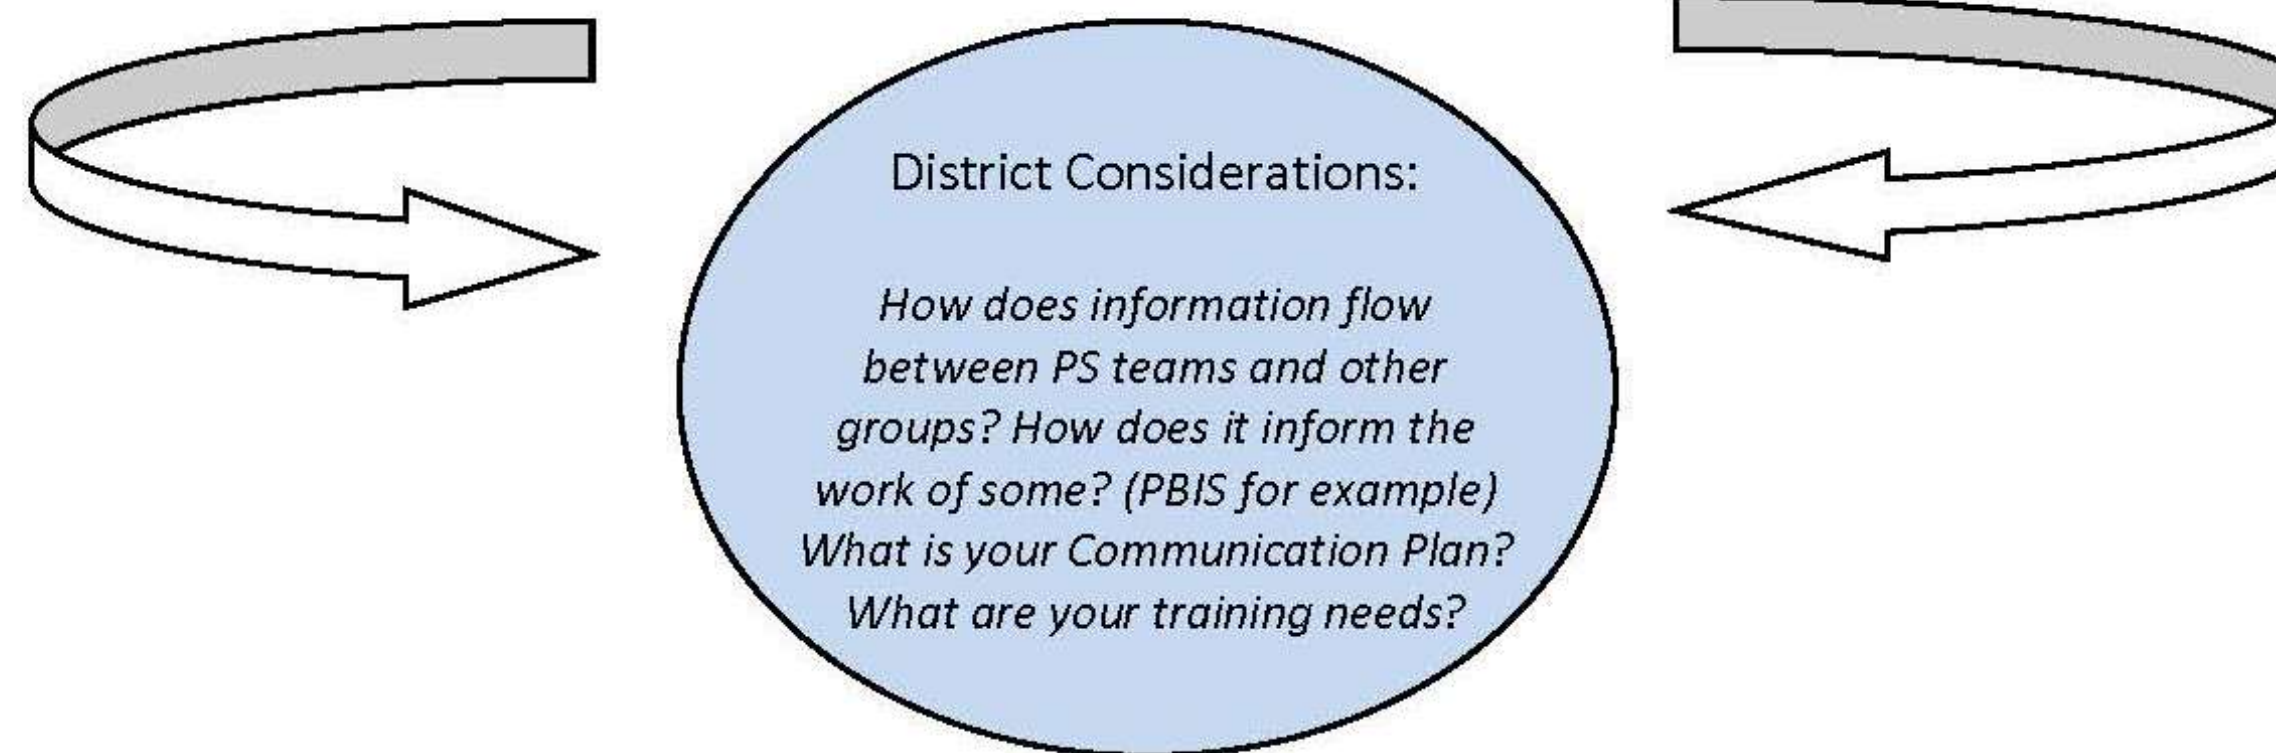 District Considerations:
How does information flow
between PS teams and other
groups? How does it inform the
work of some? (PBIS for example)
What is your Communication Plan?
What are your training needs?